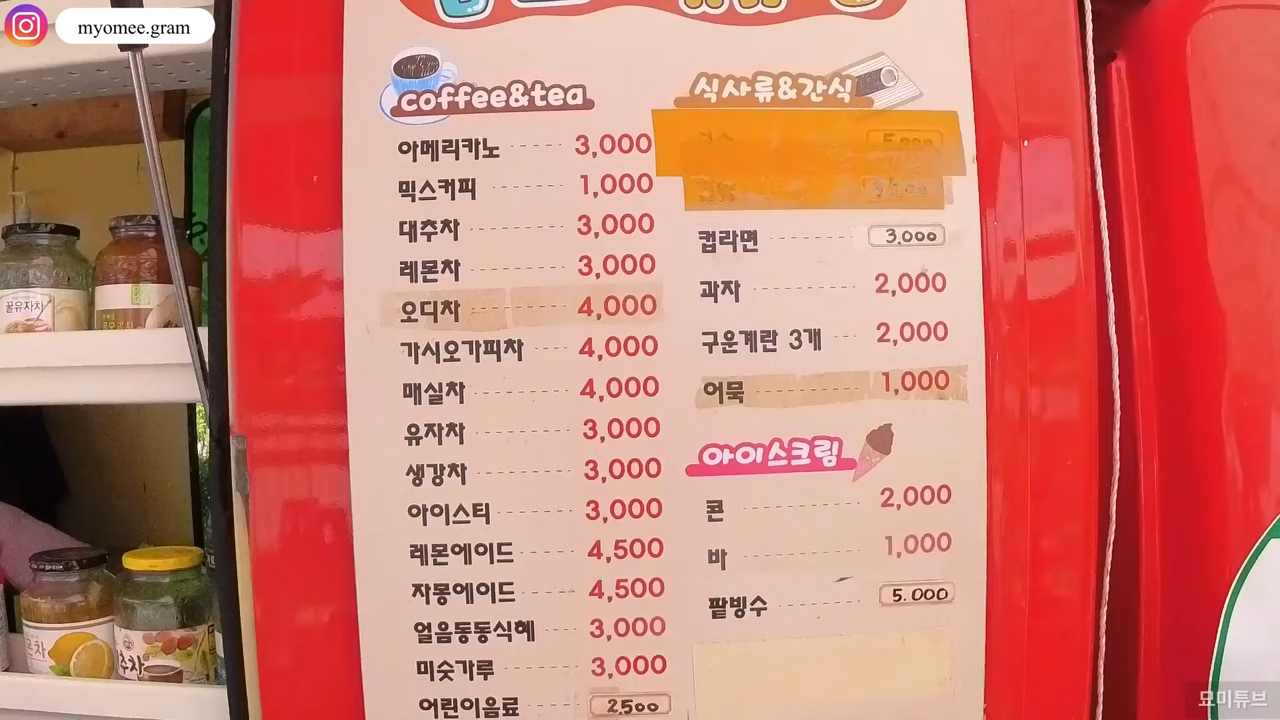 myomee.gram
coffee&tea
아메리카노 3,000
믹스커피 1,000
대추차 3,000
레몬차 3,000
오디차 4,000
가시오가피차 4,000
매실차 4,000
유자차 3,000
생강차 3,000
아이스티 3,000
레몬에이드 4,500
자몽에이드 4,500
얼음동동식혜 3,000
미숫가루 3,000
어린이음료 2,500
식사류&간식
컵라면 3,000
과자 2,000
구운계란 3개 2,000
어묵 1,000
아이스크림
콘 2,000
바 1,000
팥빙수 5.000
꿀유자차
묘미튜브